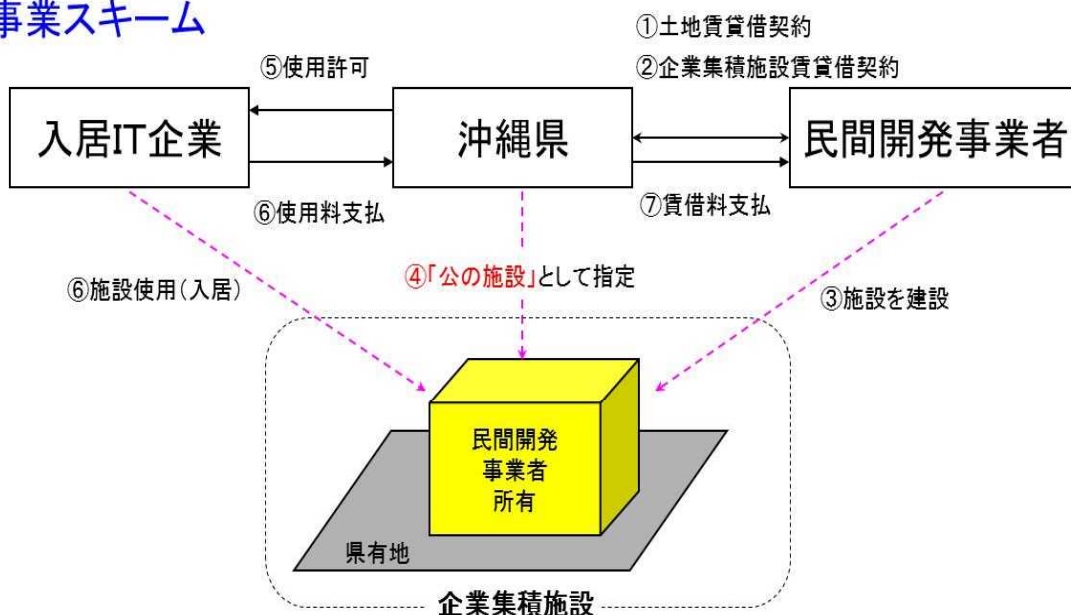 事業スキーム
①土地賃貸借契約
②企業集積施設賃貸借契約
⑤使用許可
入居IT企業
沖縄県
民間開発事業者
⑥使用料支払
⑦賃借料支払
⑥施設使用(入居)
④「公の施設」として指定
③施設を建設
民間開発
事業者
所有
県有地
企業集積施設